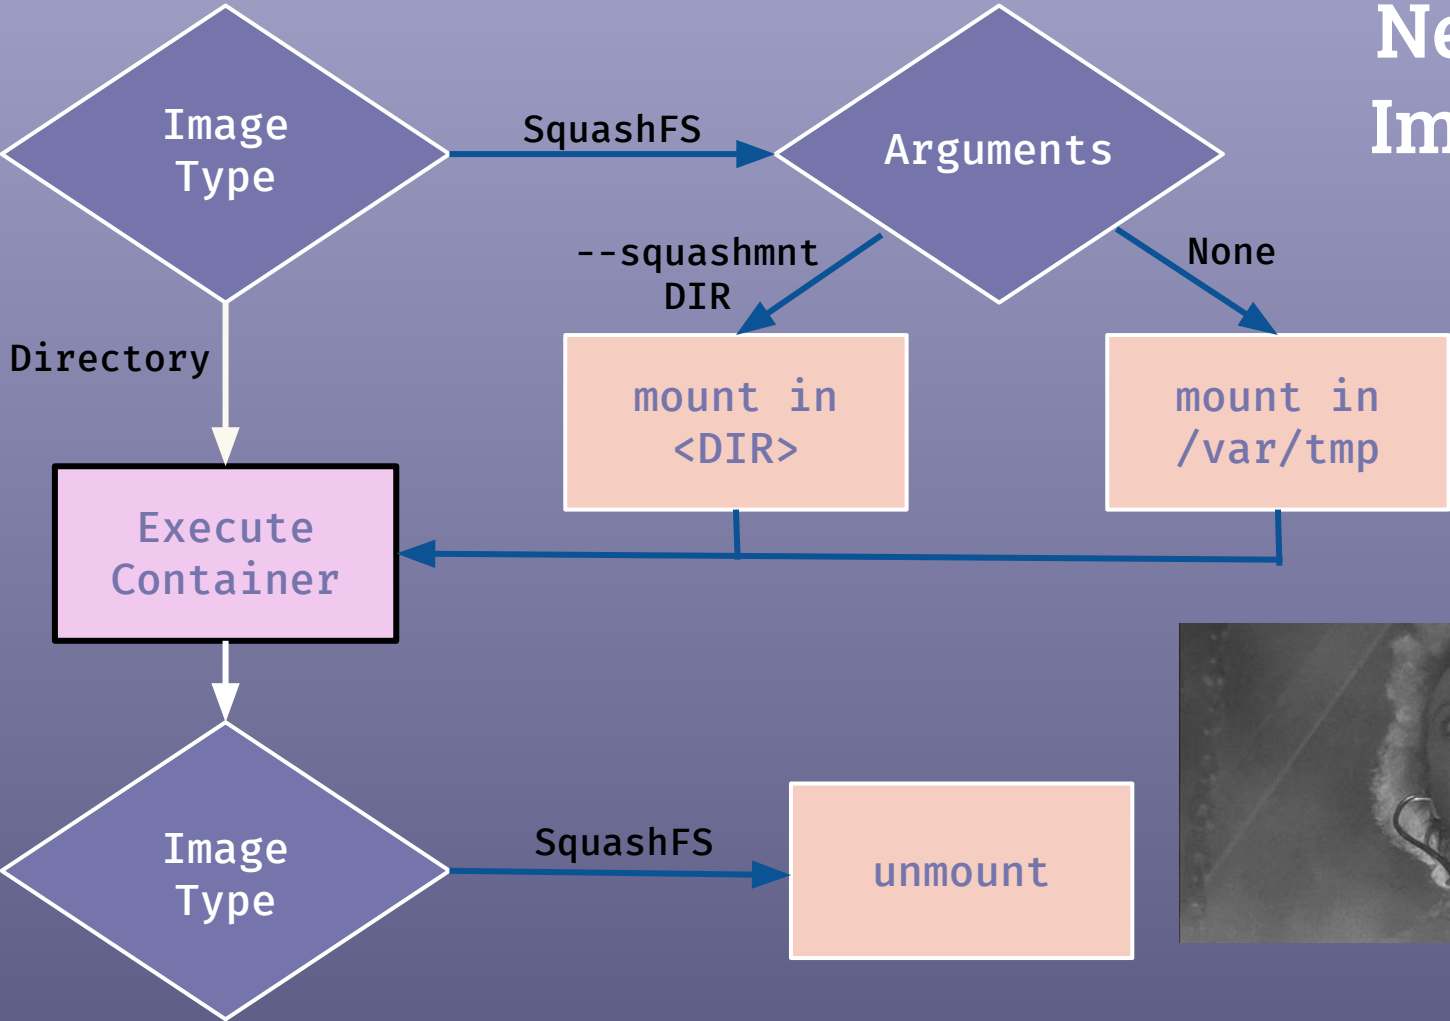 Image
Type
SquashFS
Arguments
--squashmnt
DIR
None
Directory
mount in
<DIR>
mount in
/var/tmp
Execute
Container
Image
Type
SquashFS
unmount